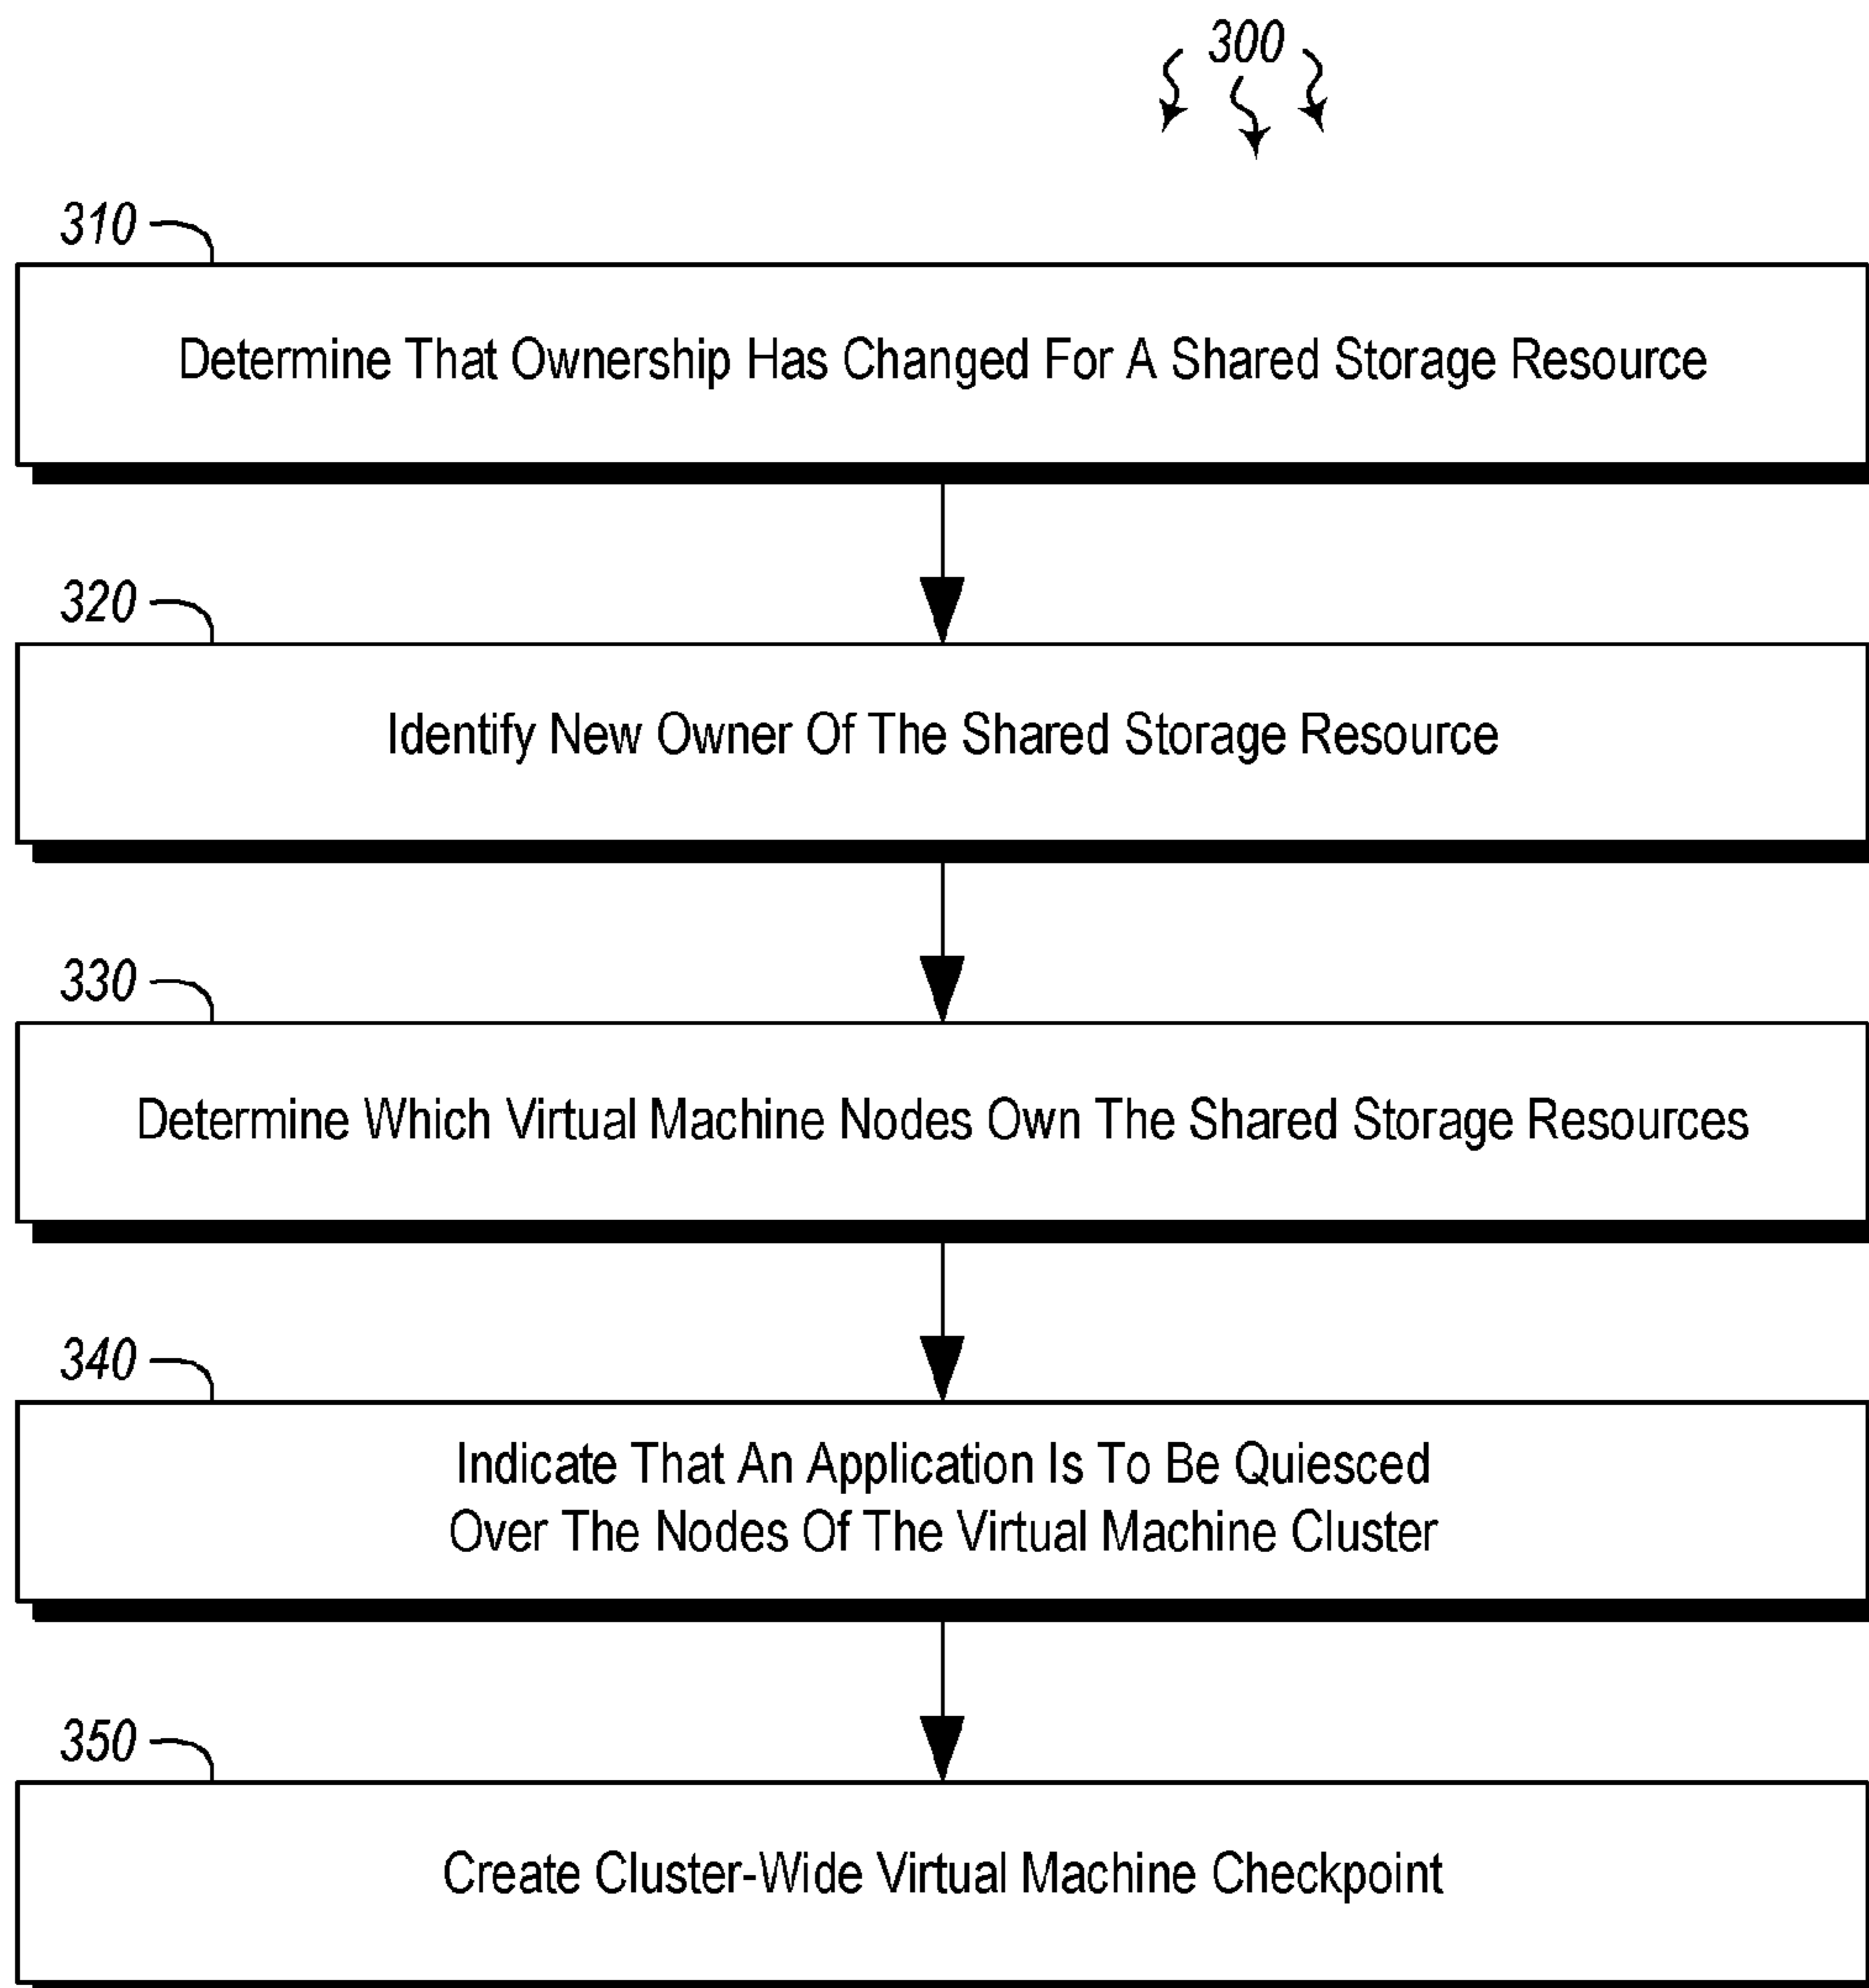 300
310
Determine That Ownership Has Changed For A Shared Storage Resource
320
Identify New Owner Of The Shared Storage Resource
330
Determine Which Virtual Machine Nodes Own The Shared Storage Resources
340
Indicate That An Application Is To Be Quiesced
Over The Nodes Of The Virtual Machine Cluster
350
Create Cluster-Wide Virtual Machine Checkpoint